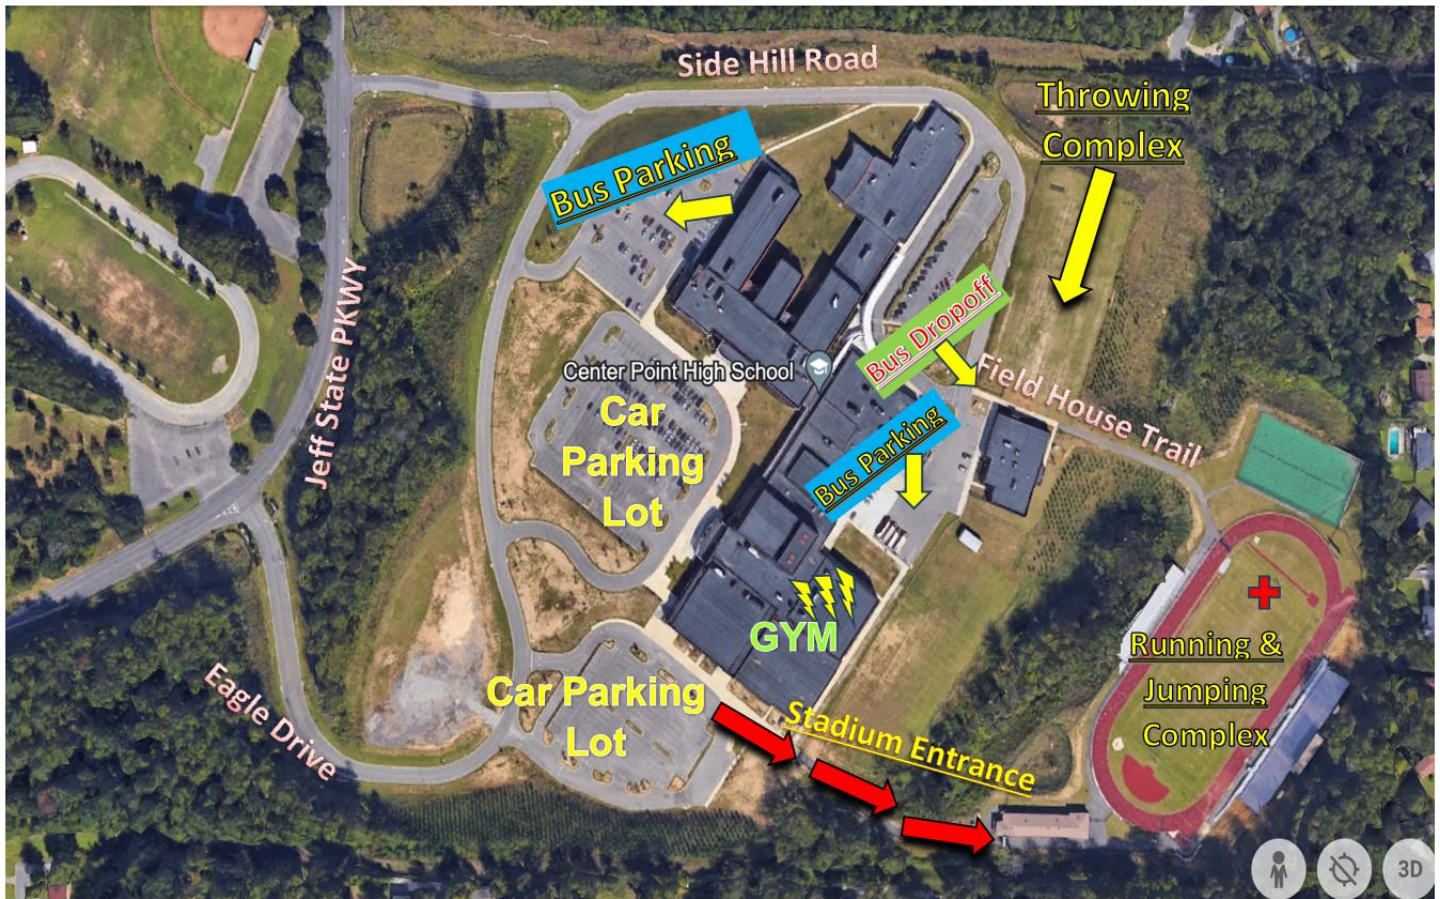 Side Hill Road
Throwing
Complex
Bus Parking
Jeff State PKWY
Bus Dropoff
Center Point High School
Field House Trail
Car
Parking
Lot
Bus Parking
GYM
Running &
Jumping
Complex
Eagle Drive
Car Parking
Lot
Stadium Entrance
3D